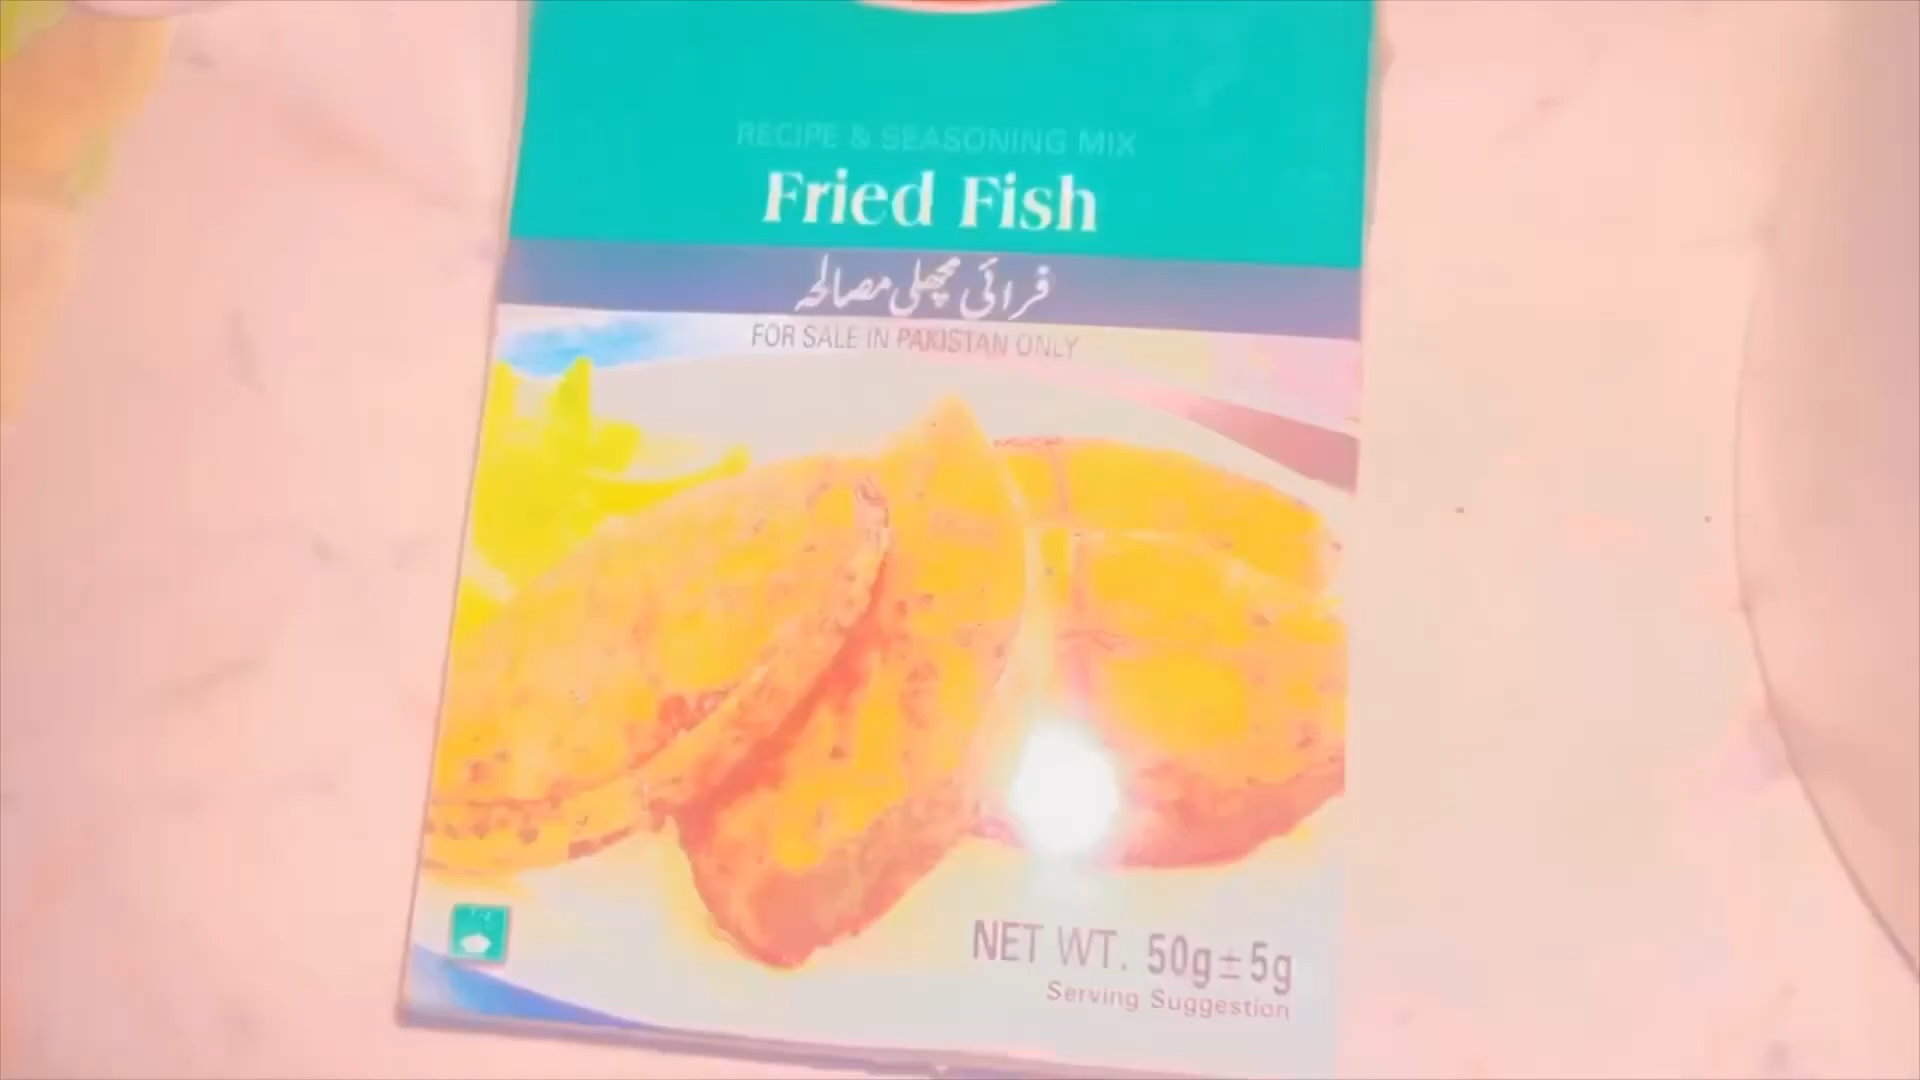 RECIPE & SEASONING MIX
Fried Fish
فرائی مچھلی مصالحہ
FOR SALE IN PAKISTAN ONLY
NET WT. 50g±5g
Serving Suggestion